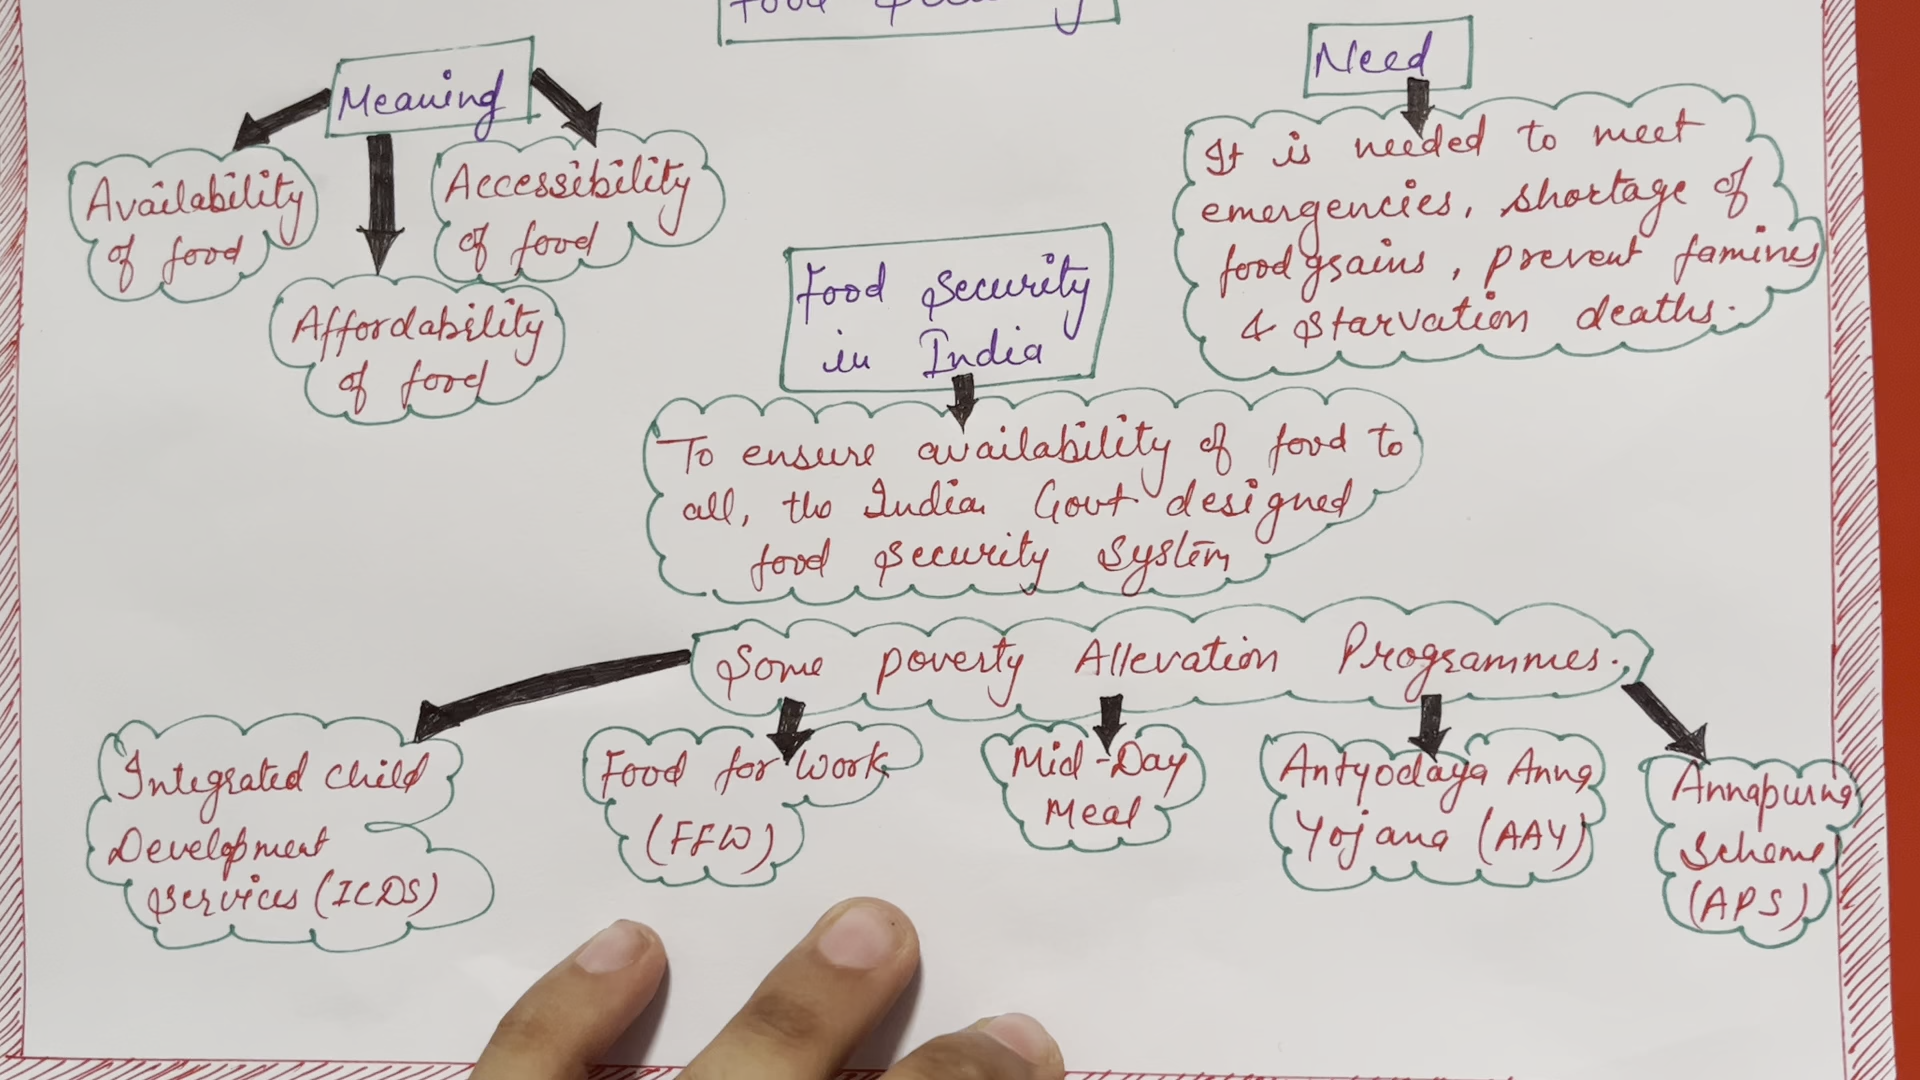 Food Security
Meaning
Need
Availability
of food
Accessibility
of food
Affordability
of food
It is needed to meet
emergencies, shortage of
foodgrains, prevent famines
& starvation deaths.
Food Security
in India
To ensure availability of food to
all, the India Govt designed
food security system
Some poverty Allevation Programmes.
Integrated child
Development
Services (ICDS)
Food for Work
(FFW)
Mid-Day
Meal
Antyodaya Anna
Yojana (AAY)
Annapurna
Scheme
(APS)